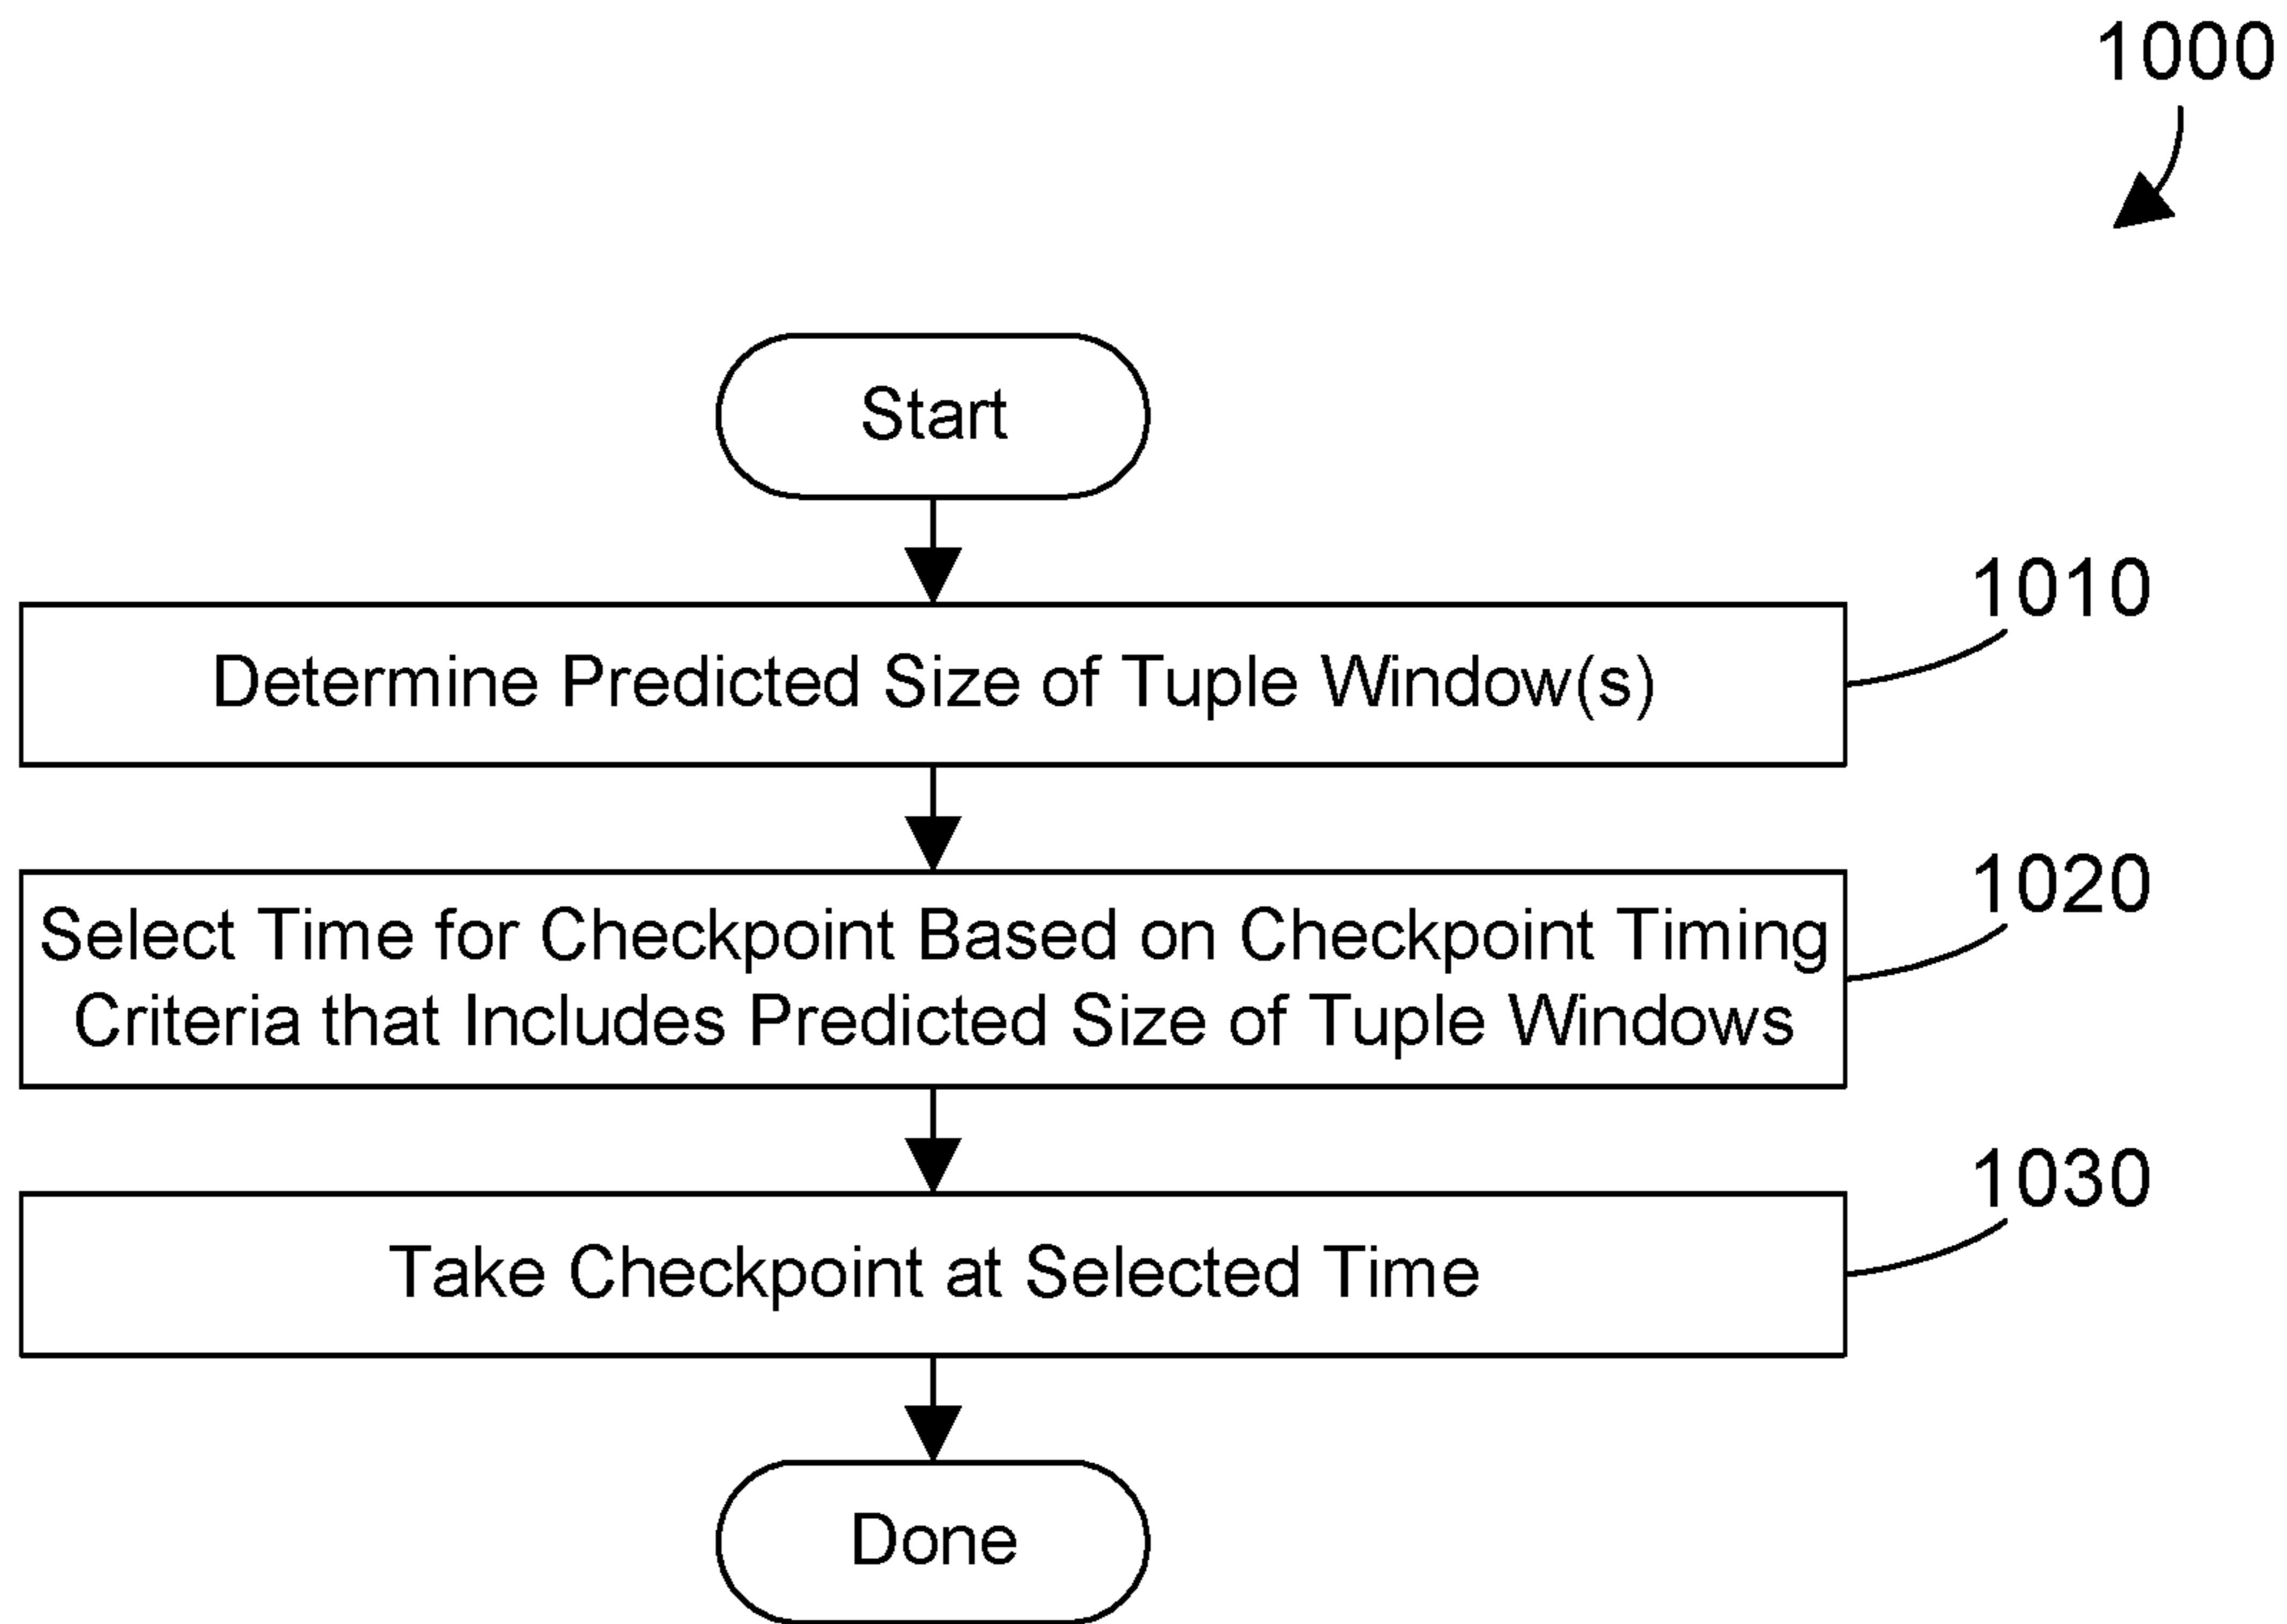 1000
Start
1010
Determine Predicted Size of Tuple Window(s)
1020
Select Time for Checkpoint Based on Checkpoint Timing
Criteria that Includes Predicted Size of Tuple Windows
1030
Take Checkpoint at Selected Time
Done